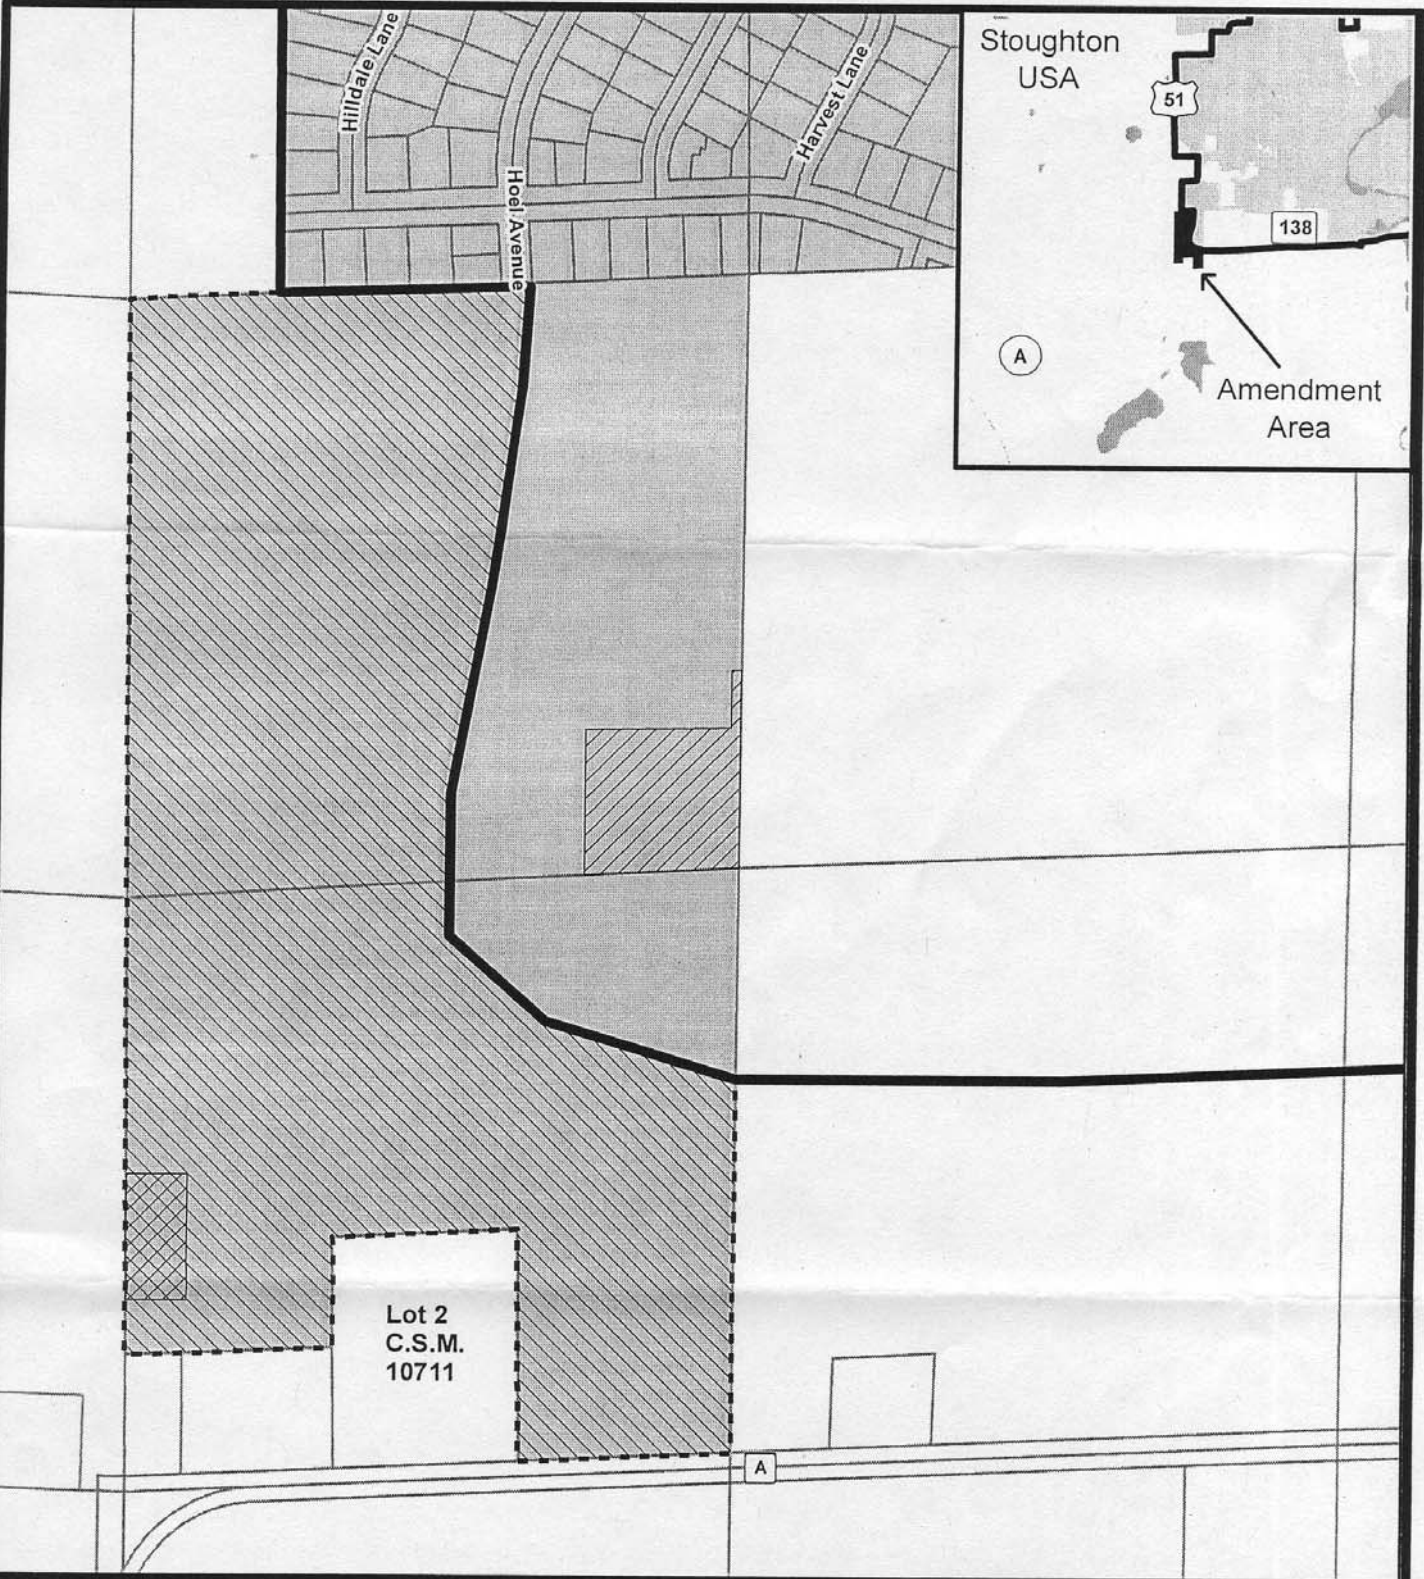 Hilldale Lane
Hoel Avenue
Harvest Lane
Stoughton
USA
51
138
A
Amendment
Area
Lot 2
C.S.M.
10711
A